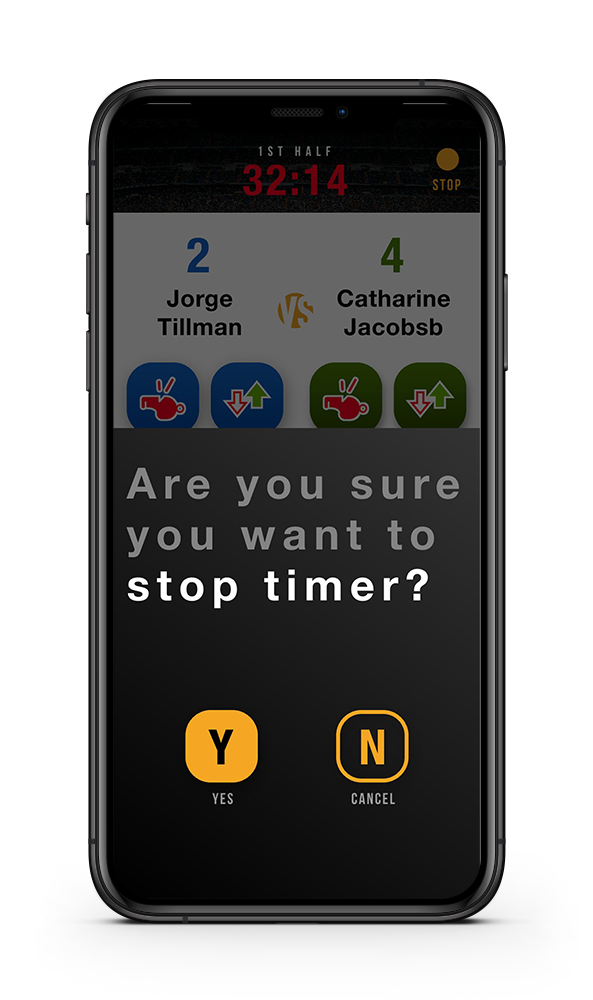 1ST HALF
32:14
STOP
2
4
Jorge
Tillman
VS
Catharine
Jacobsb
Are you sure
you want to
stop timer?
Y
N
YES
CANCEL